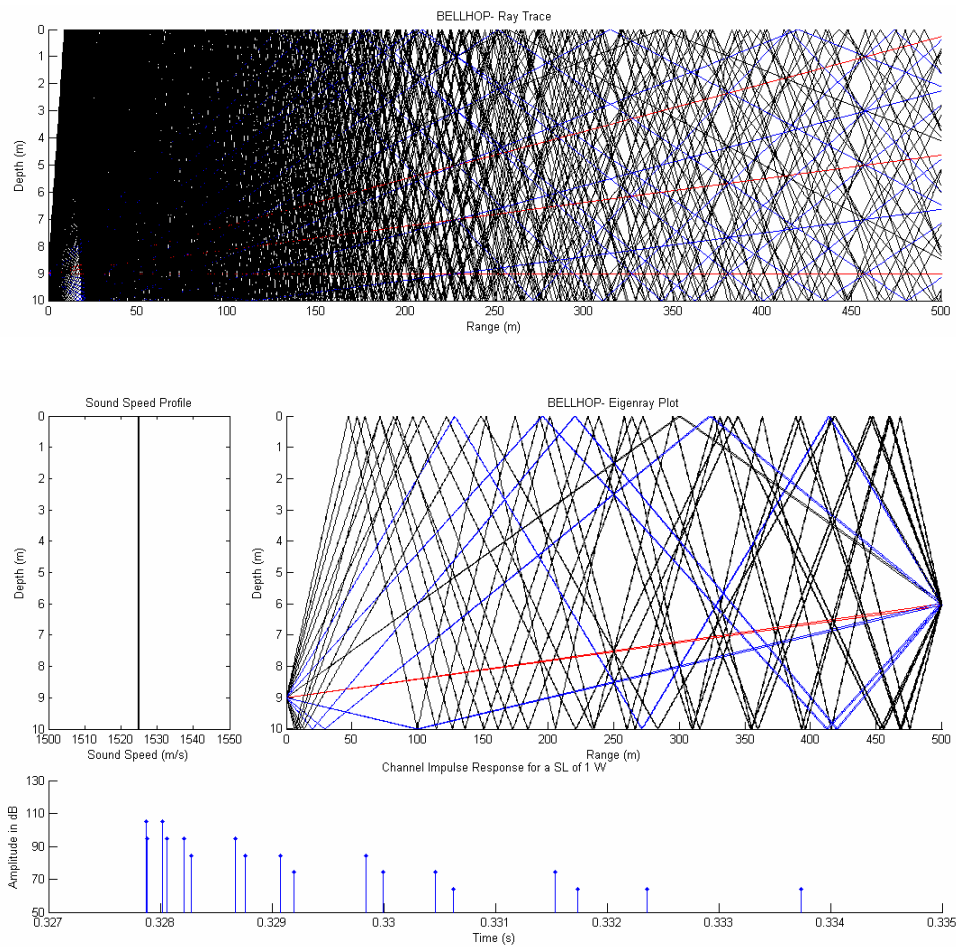 BELLHOP- Ray Trace
0
1
2
3
4
5
6
7
8
9
10
Depth (m)
0 50 100 150 200 250 300 350 400 450 500
Range (m)
Sound Speed Profile
0
1
2
3
4
5
6
7
8
9
10
Depth (m)
1500 1510 1520 1530 1540 1550
Sound Speed (m/s)
BELLHOP- Eigenray Plot
0
1
2
3
4
5
6
7
8
9
10
Depth (m)
0 50 100 150 200 250 300 350 400 450 500
Range (m)
Channel Impulse Response for a SL of 1 W
130
110
90
70
50
Amplitude in dB
0.327 0.328 0.329 0.33 0.331 0.332 0.333 0.334 0.335
Time (s)